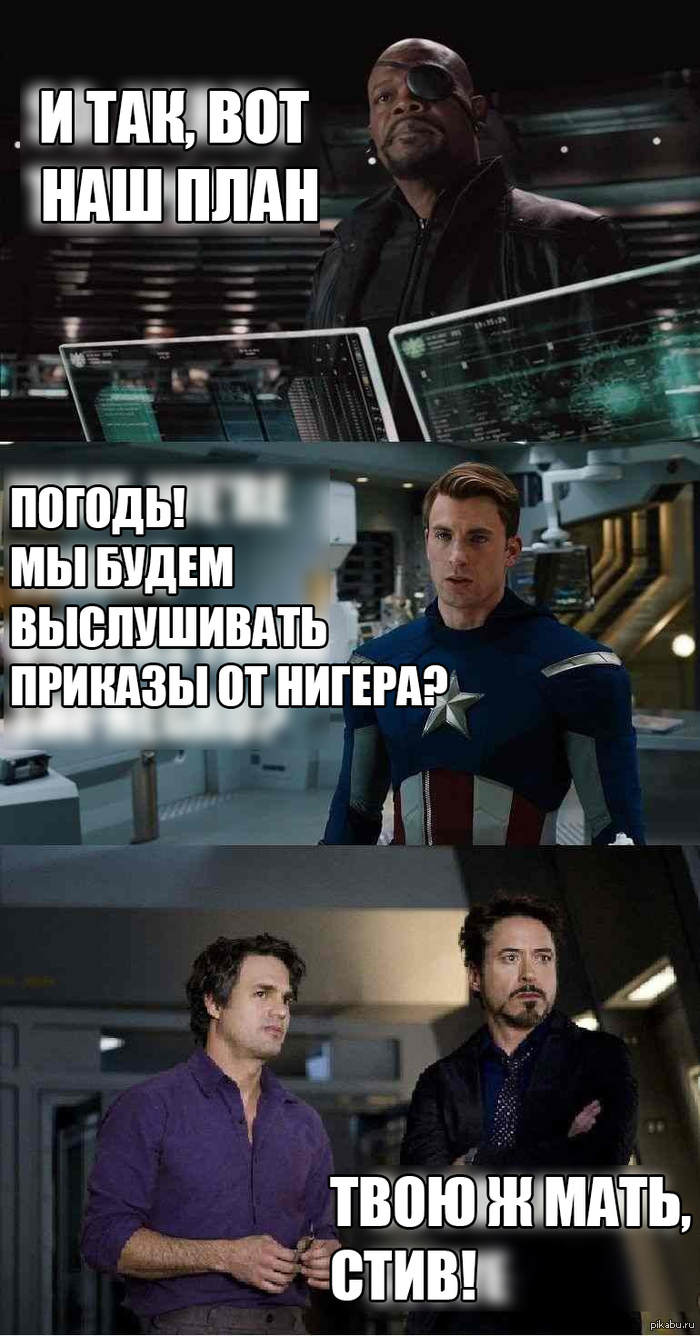 И ТАК, ВОТ
НАШ ПЛАН
ПОГОДЬ!
МЫ БУДЕМ
ВЫСЛУШИВАТЬ
ПРИКАЗЫ ОТ НИГЕРА?
ТВОЮ Ж МАТЬ,
СТИВ!
pikabu.ru